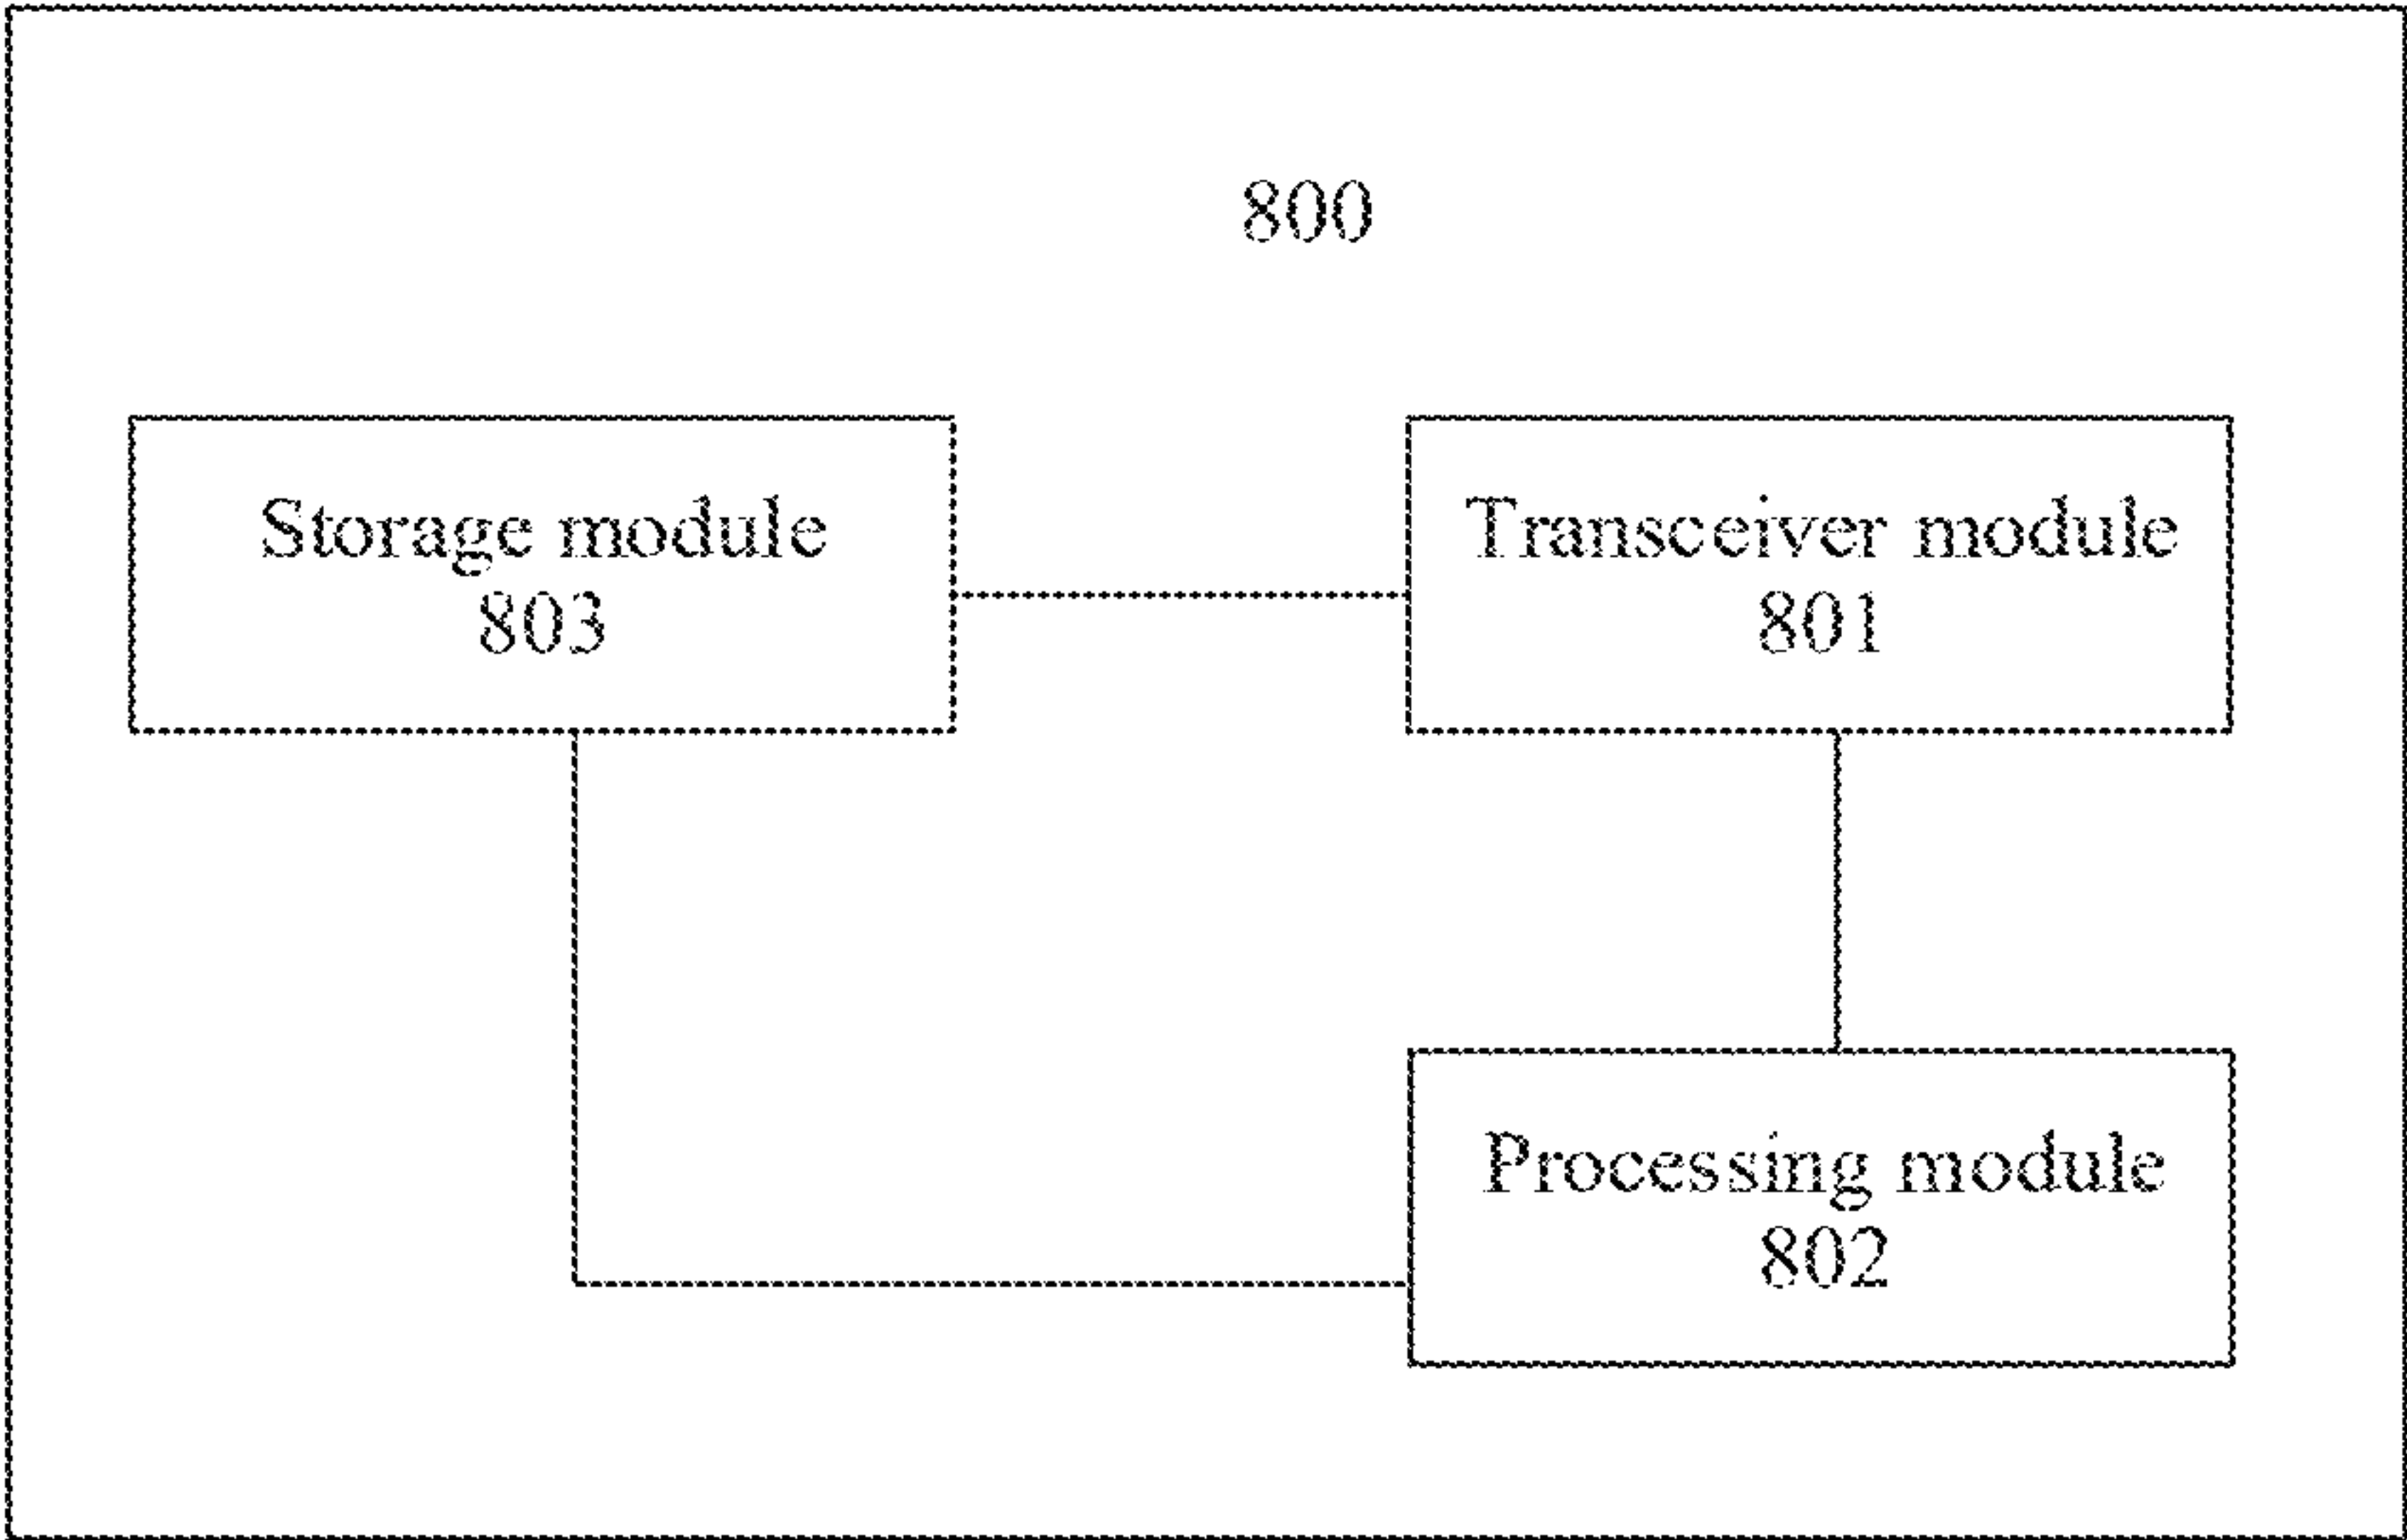 800
Storage module
803
Transceiver module
801
Processing module
802